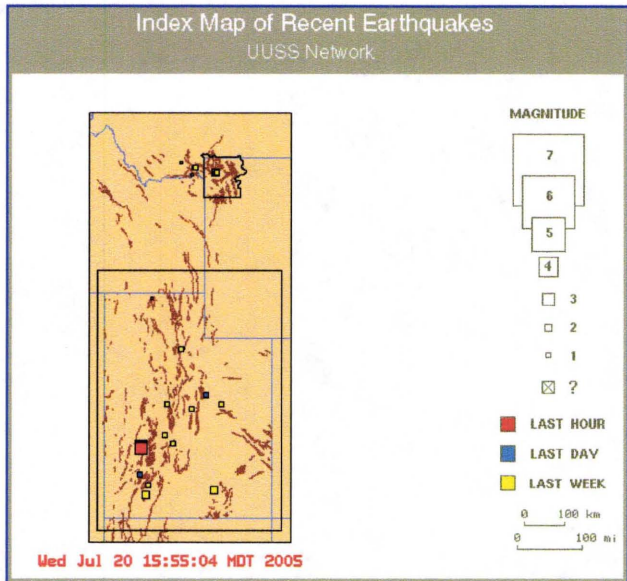 Index Map of Recent Earthquakes
UUSS Network
MAGNITUDE
7
6
5
4
3
2
1
?
LAST HOUR
LAST DAY
LAST WEEK
0 100 km
0 100 mi
Wed Jul 20 15:55:04 MDT 2005